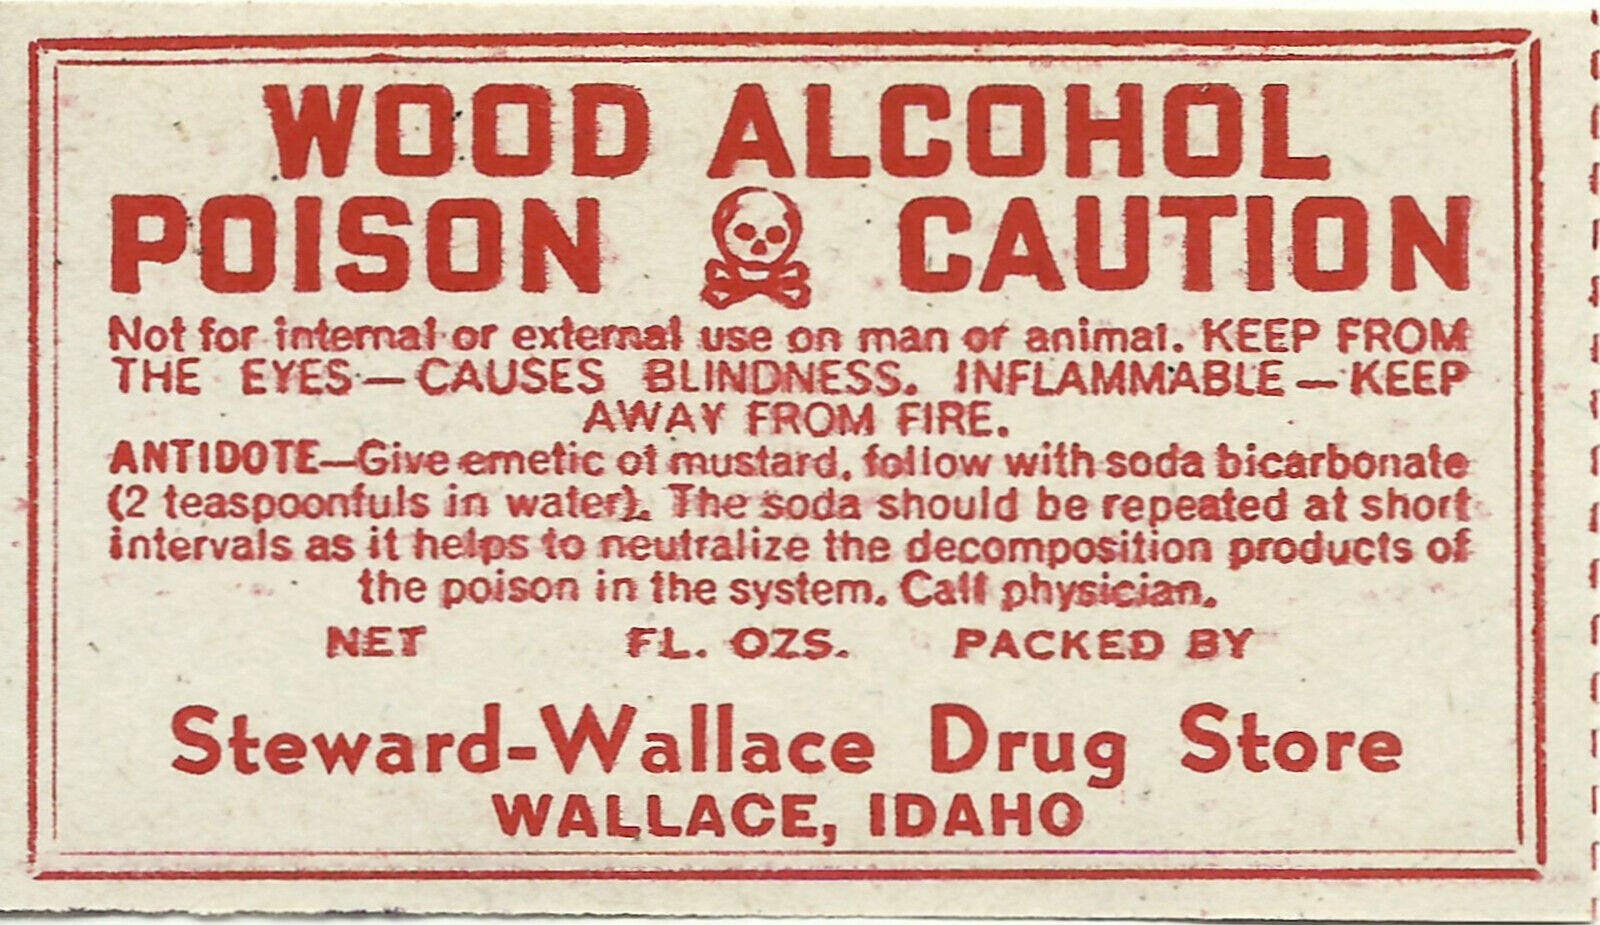 WOOD ALCOHOL
POISON CAUTION
Not for internal or external use on man or animal. KEEP FROM
THE EYES — CAUSES BLINDNESS. INFLAMMABLE — KEEP
AWAY FROM FIRE.
ANTIDOTE—Give emetic of mustard, follow with soda bicarbonate
(2 teaspoonfuls in water). The soda should be repeated at short
intervals as it helps to neutralize the decomposition products of
the poison in the system. Call physician.
NET FL. OZS. PACKED BY
Steward-Wallace Drug Store
WALLACE, IDAHO